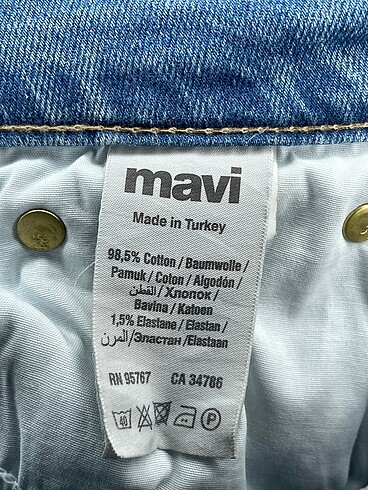 mavi
Made in Turkey
98,5% Cotton / Baumwolle /
Pamuk / Coton / Algodón /
القطن / Хлопок /
Bavina / Katoen
1,5% Elastane / Elastan /
المرن/Эластан /Elastaan
RN 95767 CA 34786
40 P